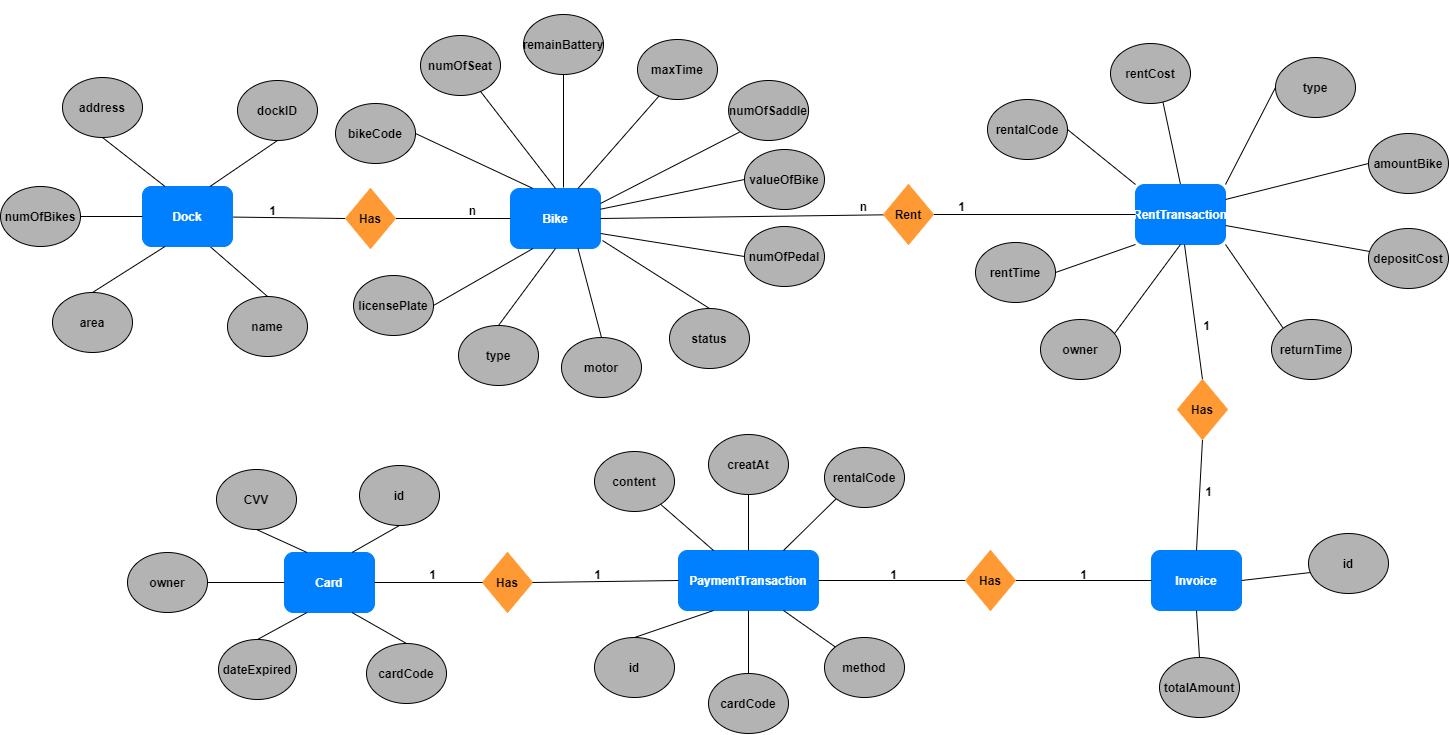 remainBattery
numOfSeat
maxTime
rentCost
type
address
dockID
numOfSaddle
bikeCode
rentalCode
amountBike
valueOfBike
numOfBikes
Dock
1
Has
n
Bike
n
Rent
1
RentTransaction
numOfPedal
depositCost
rentTime
licensePlate
area
name
status
1
owner
returnTime
type
motor
Has
creatAt
content
rentalCode
CVV
id
1
id
owner
Card
1
Has
1
PaymentTransaction
1
Has
1
Invoice
dateExpired
cardCode
id
method
totalAmount
cardCode